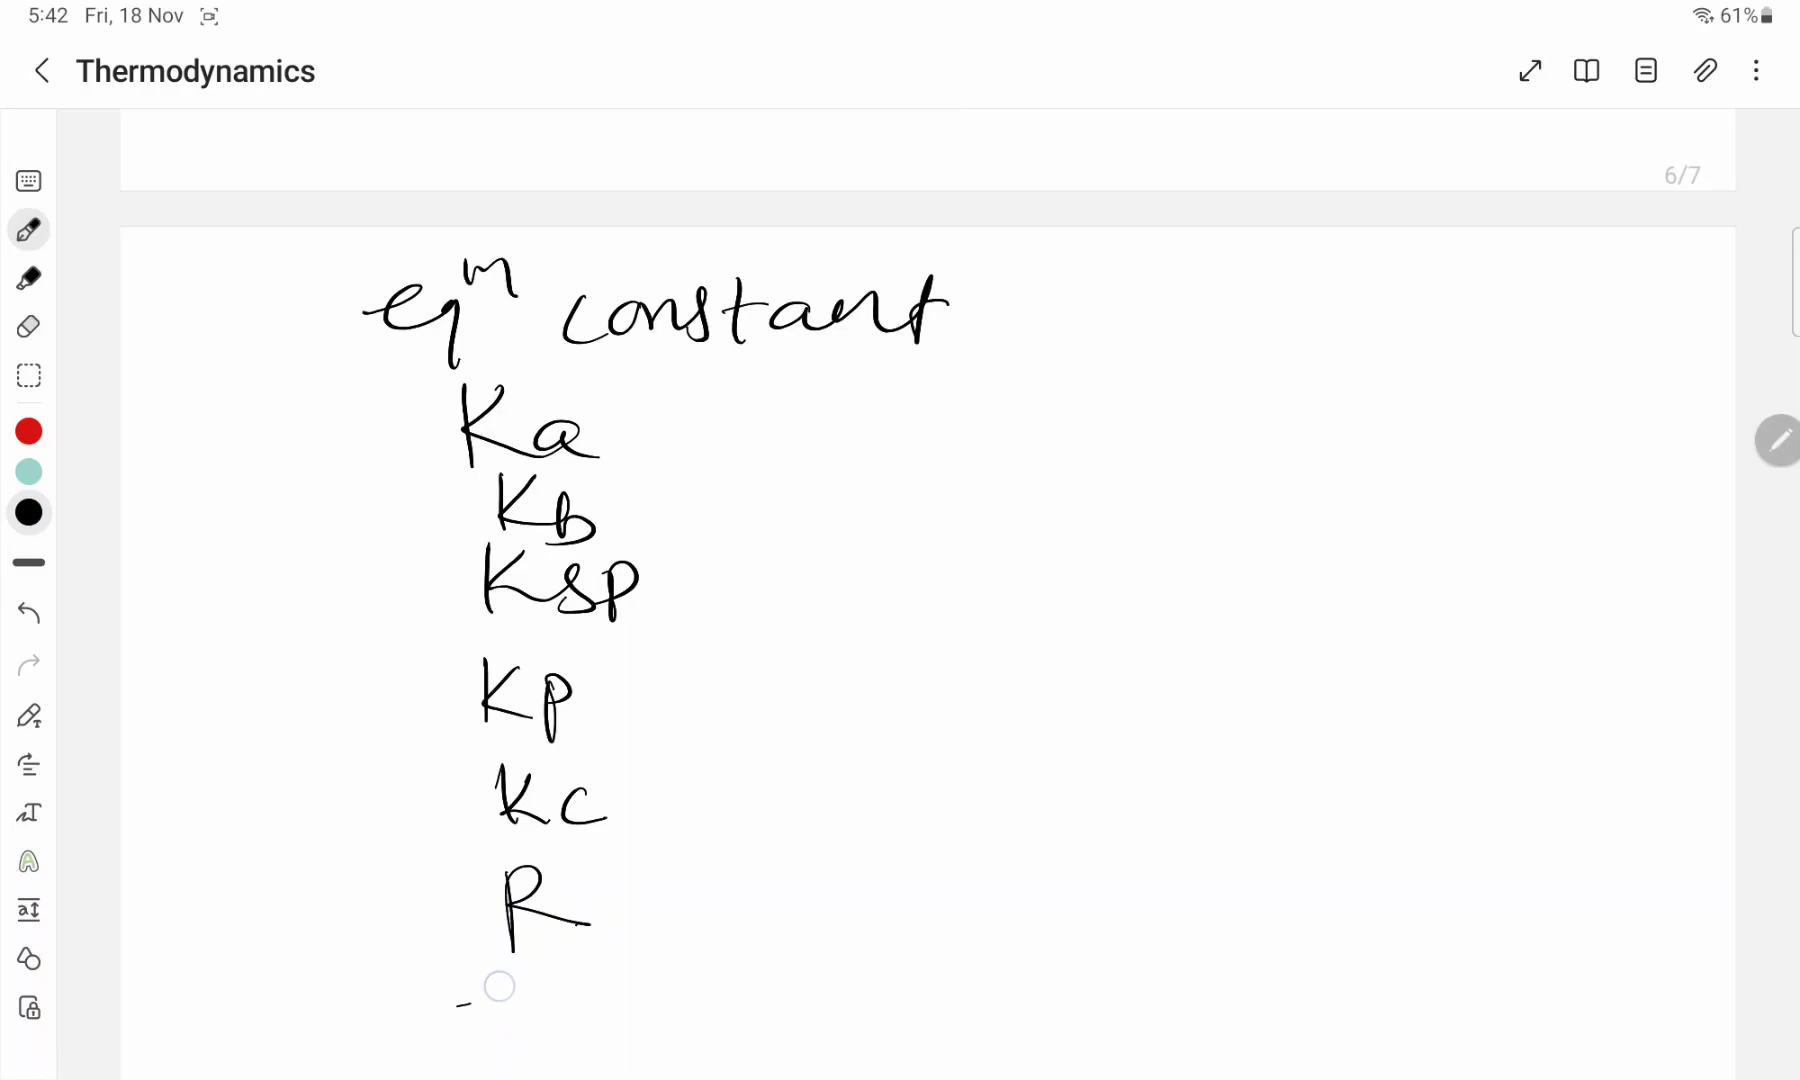 5:42 Fri, 18 Nov 61%
Thermodynamics
6/7
eqm constant
Ka
Kb
Ksp
Kp
Kc
R